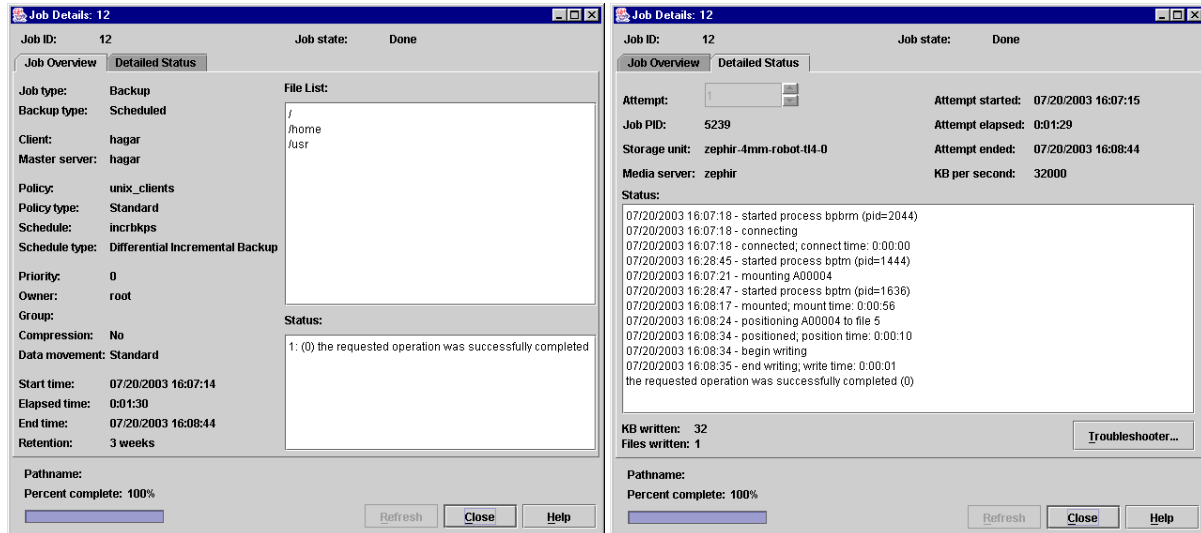 Job Details: 12
Job ID: 12 Job state: Done
Job Overview Detailed Status
Job type: Backup
Backup type: Scheduled
Client: hagar
Master server: hagar
Policy: unix_clients
Policy type: Standard
Schedule: incrbkps
Schedule type: Differential Incremental Backup
Priority: 0
Owner: root
Group:
Compression: No
Data movement: Standard
Start time: 07/20/2003 16:07:14
Elapsed time: 0:01:30
End time: 07/20/2003 16:08:44
Retention: 3 weeks
File List:
/
/home
/usr
Status:
1: (0) the requested operation was successfully completed
Pathname:
Percent complete: 100%
Refresh Close Help
Job Details: 12
Job ID: 12 Job state: Done
Job Overview Detailed Status
Attempt: 1 Attempt started: 07/20/2003 16:07:15
Job PID: 5239 Attempt elapsed: 0:01:29
Storage unit: zephir-4mm-robot-tl4-0 Attempt ended: 07/20/2003 16:08:44
Media server: zephir KB per second: 32000
Status:
07/20/2003 16:07:18 - started process bpbrm (pid=2044)
07/20/2003 16:07:18 - connecting
07/20/2003 16:07:18 - connected; connect time: 0:00:00
07/20/2003 16:28:45 - started process bptm (pid=1444)
07/20/2003 16:07:21 - mounting A00004
07/20/2003 16:28:47 - started process bptm (pid=1636)
07/20/2003 16:08:17 - mounted; mount time: 0:00:56
07/20/2003 16:08:24 - positioning A00004 to file 5
07/20/2003 16:08:34 - positioned; position time: 0:00:10
07/20/2003 16:08:34 - begin writing
07/20/2003 16:08:35 - end writing; write time: 0:00:01
the requested operation was successfully completed (0)
KB written: 32
Files written: 1
Troubleshooter...
Pathname:
Percent complete: 100%
Refresh Close Help